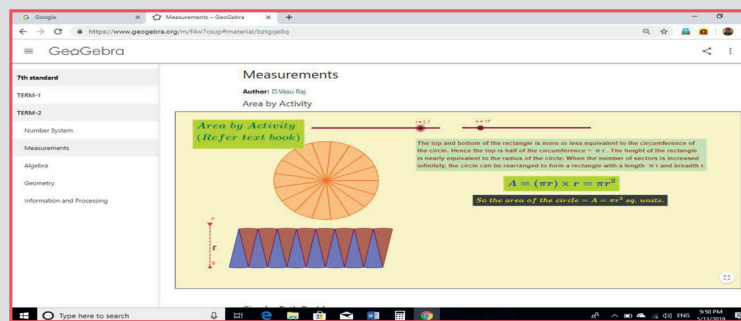 Google
Measurements – GeoGebra
https://www.geogebra.org/m/f4w7csup#material/bztgqe8q
GeoGebra
7th standard
TERM-1
TERM-2
Number System
Measurements
Algebra
Geometry
Information and Processing
Measurements
Author: D.Vasu Raj
Area by Activity
Area by Activity
(Refer text book)
The top and bottom of the rectangle is more or less equivalent to the circumference of
the circle. Hence the top is half of the circumference = π r . The height of the rectangle
is nearly equivalent to the radius of the circle. When the number of sectors is increased
infinitely, the circle can be rearranged to form a rectangle with a length π r and breadth r.
A = (πr) × r = πr²
So the area of the circle = A = πr² sq. units.
r
Type here to search
ENG
9:50 PM
5/13/2019